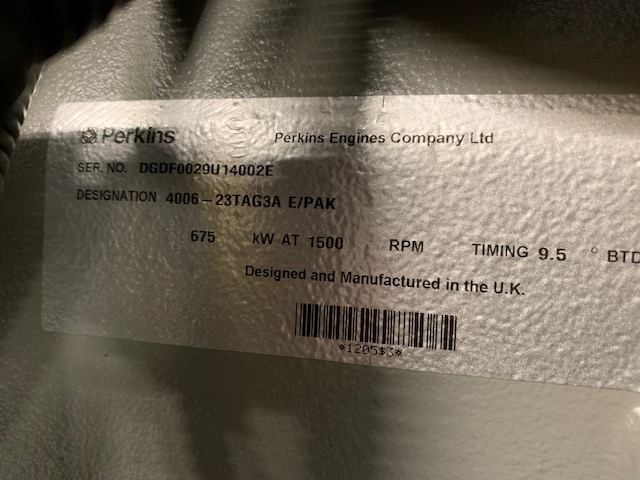 Perkins Perkins Engines Company Ltd
SER. NO. DGDF0029U14002E
DESIGNATION 4006-23TAG3A E/PAK
675 kW AT 1500 RPM TIMING 9.5 ° BTD
Designed and Manufactured in the U.K.
*1205$3*